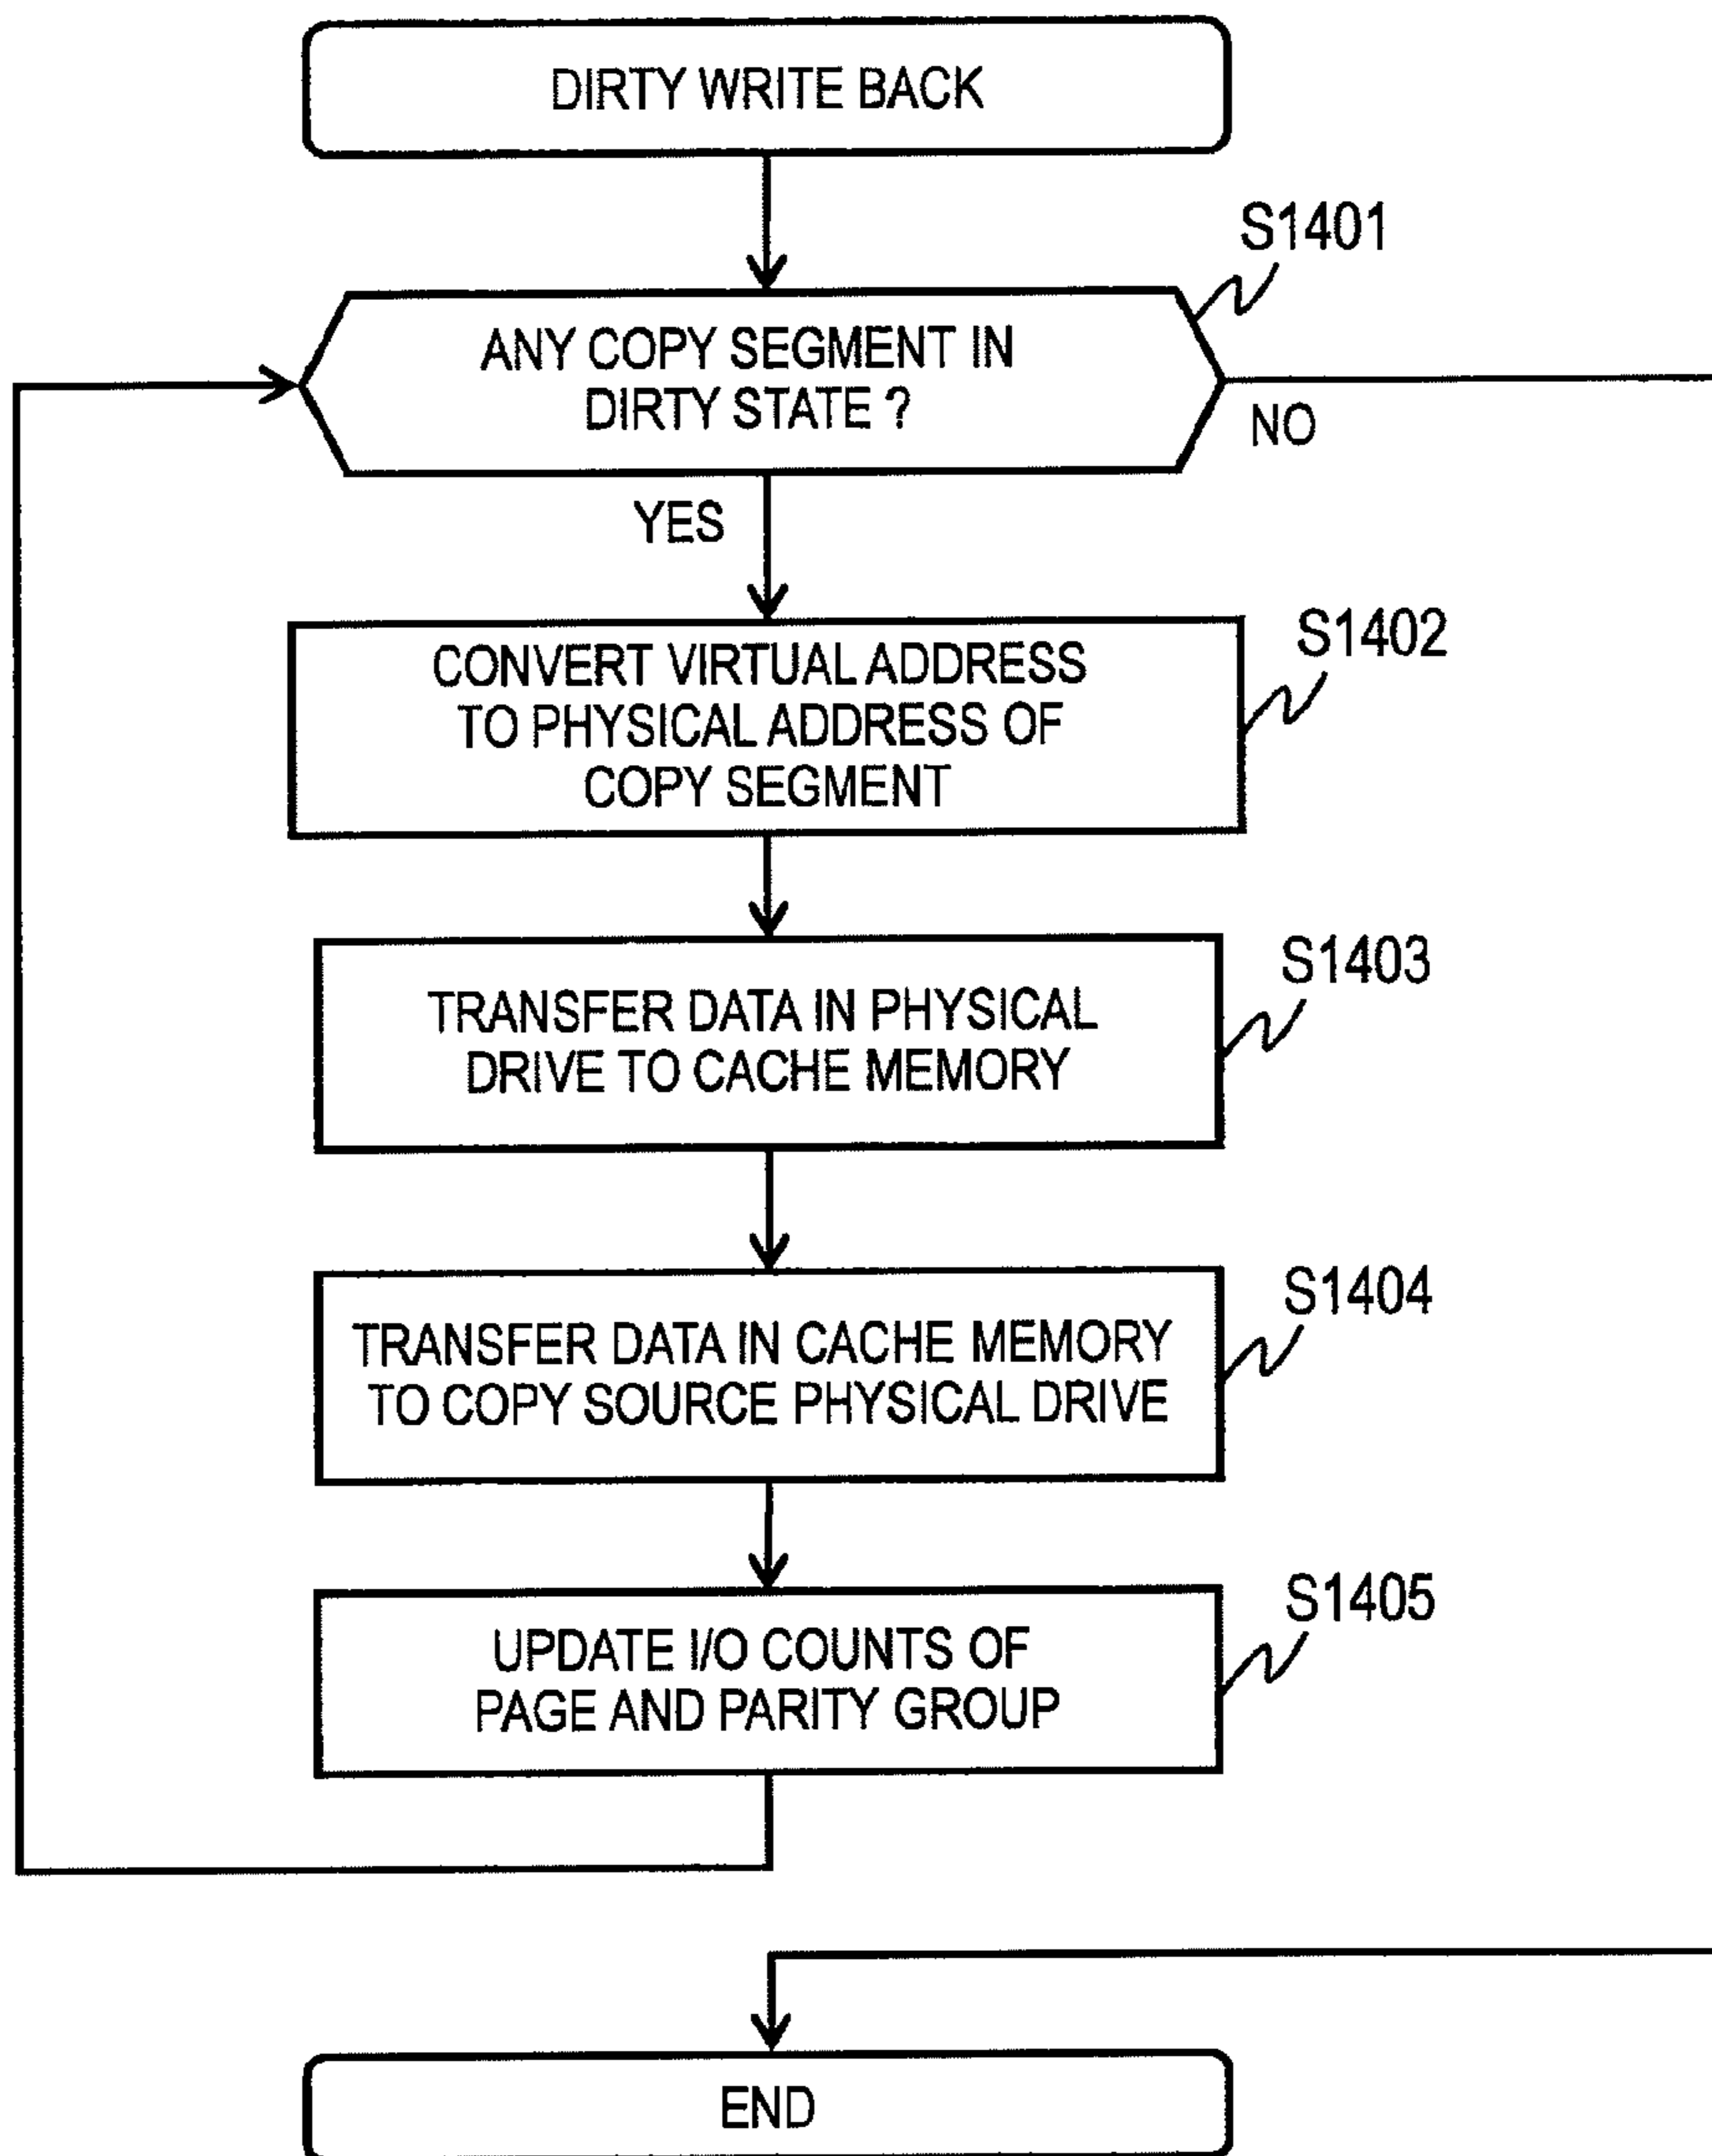 DIRTY WRITE BACK
S1401
ANY COPY SEGMENT IN
DIRTY STATE ?
NO
YES
S1402
CONVERT VIRTUAL ADDRESS
TO PHYSICAL ADDRESS OF
COPY SEGMENT
S1403
TRANSFER DATA IN PHYSICAL
DRIVE TO CACHE MEMORY
S1404
TRANSFER DATA IN CACHE MEMORY
TO COPY SOURCE PHYSICAL DRIVE
S1405
UPDATE I/O COUNTS OF
PAGE AND PARITY GROUP
END